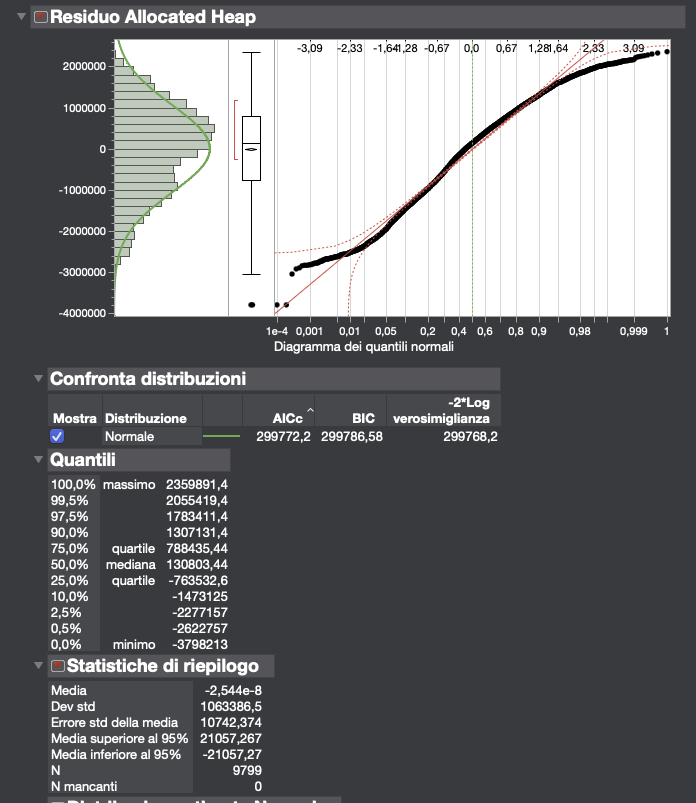 Residuo Allocated Heap
-3,09 -2,33 -1,64 1,28 -0,67 0,0 0,67 1,28 1,64 2,33 3,09
2000000
1000000
0
-1000000
-2000000
-3000000
-4000000
1e-4 0,001 0,01 0,05 0,2 0,4 0,6 0,8 0,9 0,98 0,999 1
Diagramma dei quantili normali
Confronta distribuzioni
Mostra Distribuzione AICc BIC -2*Log verosimiglianza
Normale 299772,2 299786,58 299768,2
Quantili
100,0% massimo 2359891,4
99,5% 2055419,4
97,5% 1783411,4
90,0% 1307131,4
75,0% quartile 788435,44
50,0% mediana 130803,44
25,0% quartile -763532,6
10,0% -1473125
2,5% -2277157
0,5% -2622757
0,0% minimo -3798213
Statistiche di riepilogo
Media -2,544e-8
Dev std 1063386,5
Errore std della media 10742,374
Media superiore al 95% 21057,267
Media inferiore al 95% -21057,27
N 9799
N mancanti 0